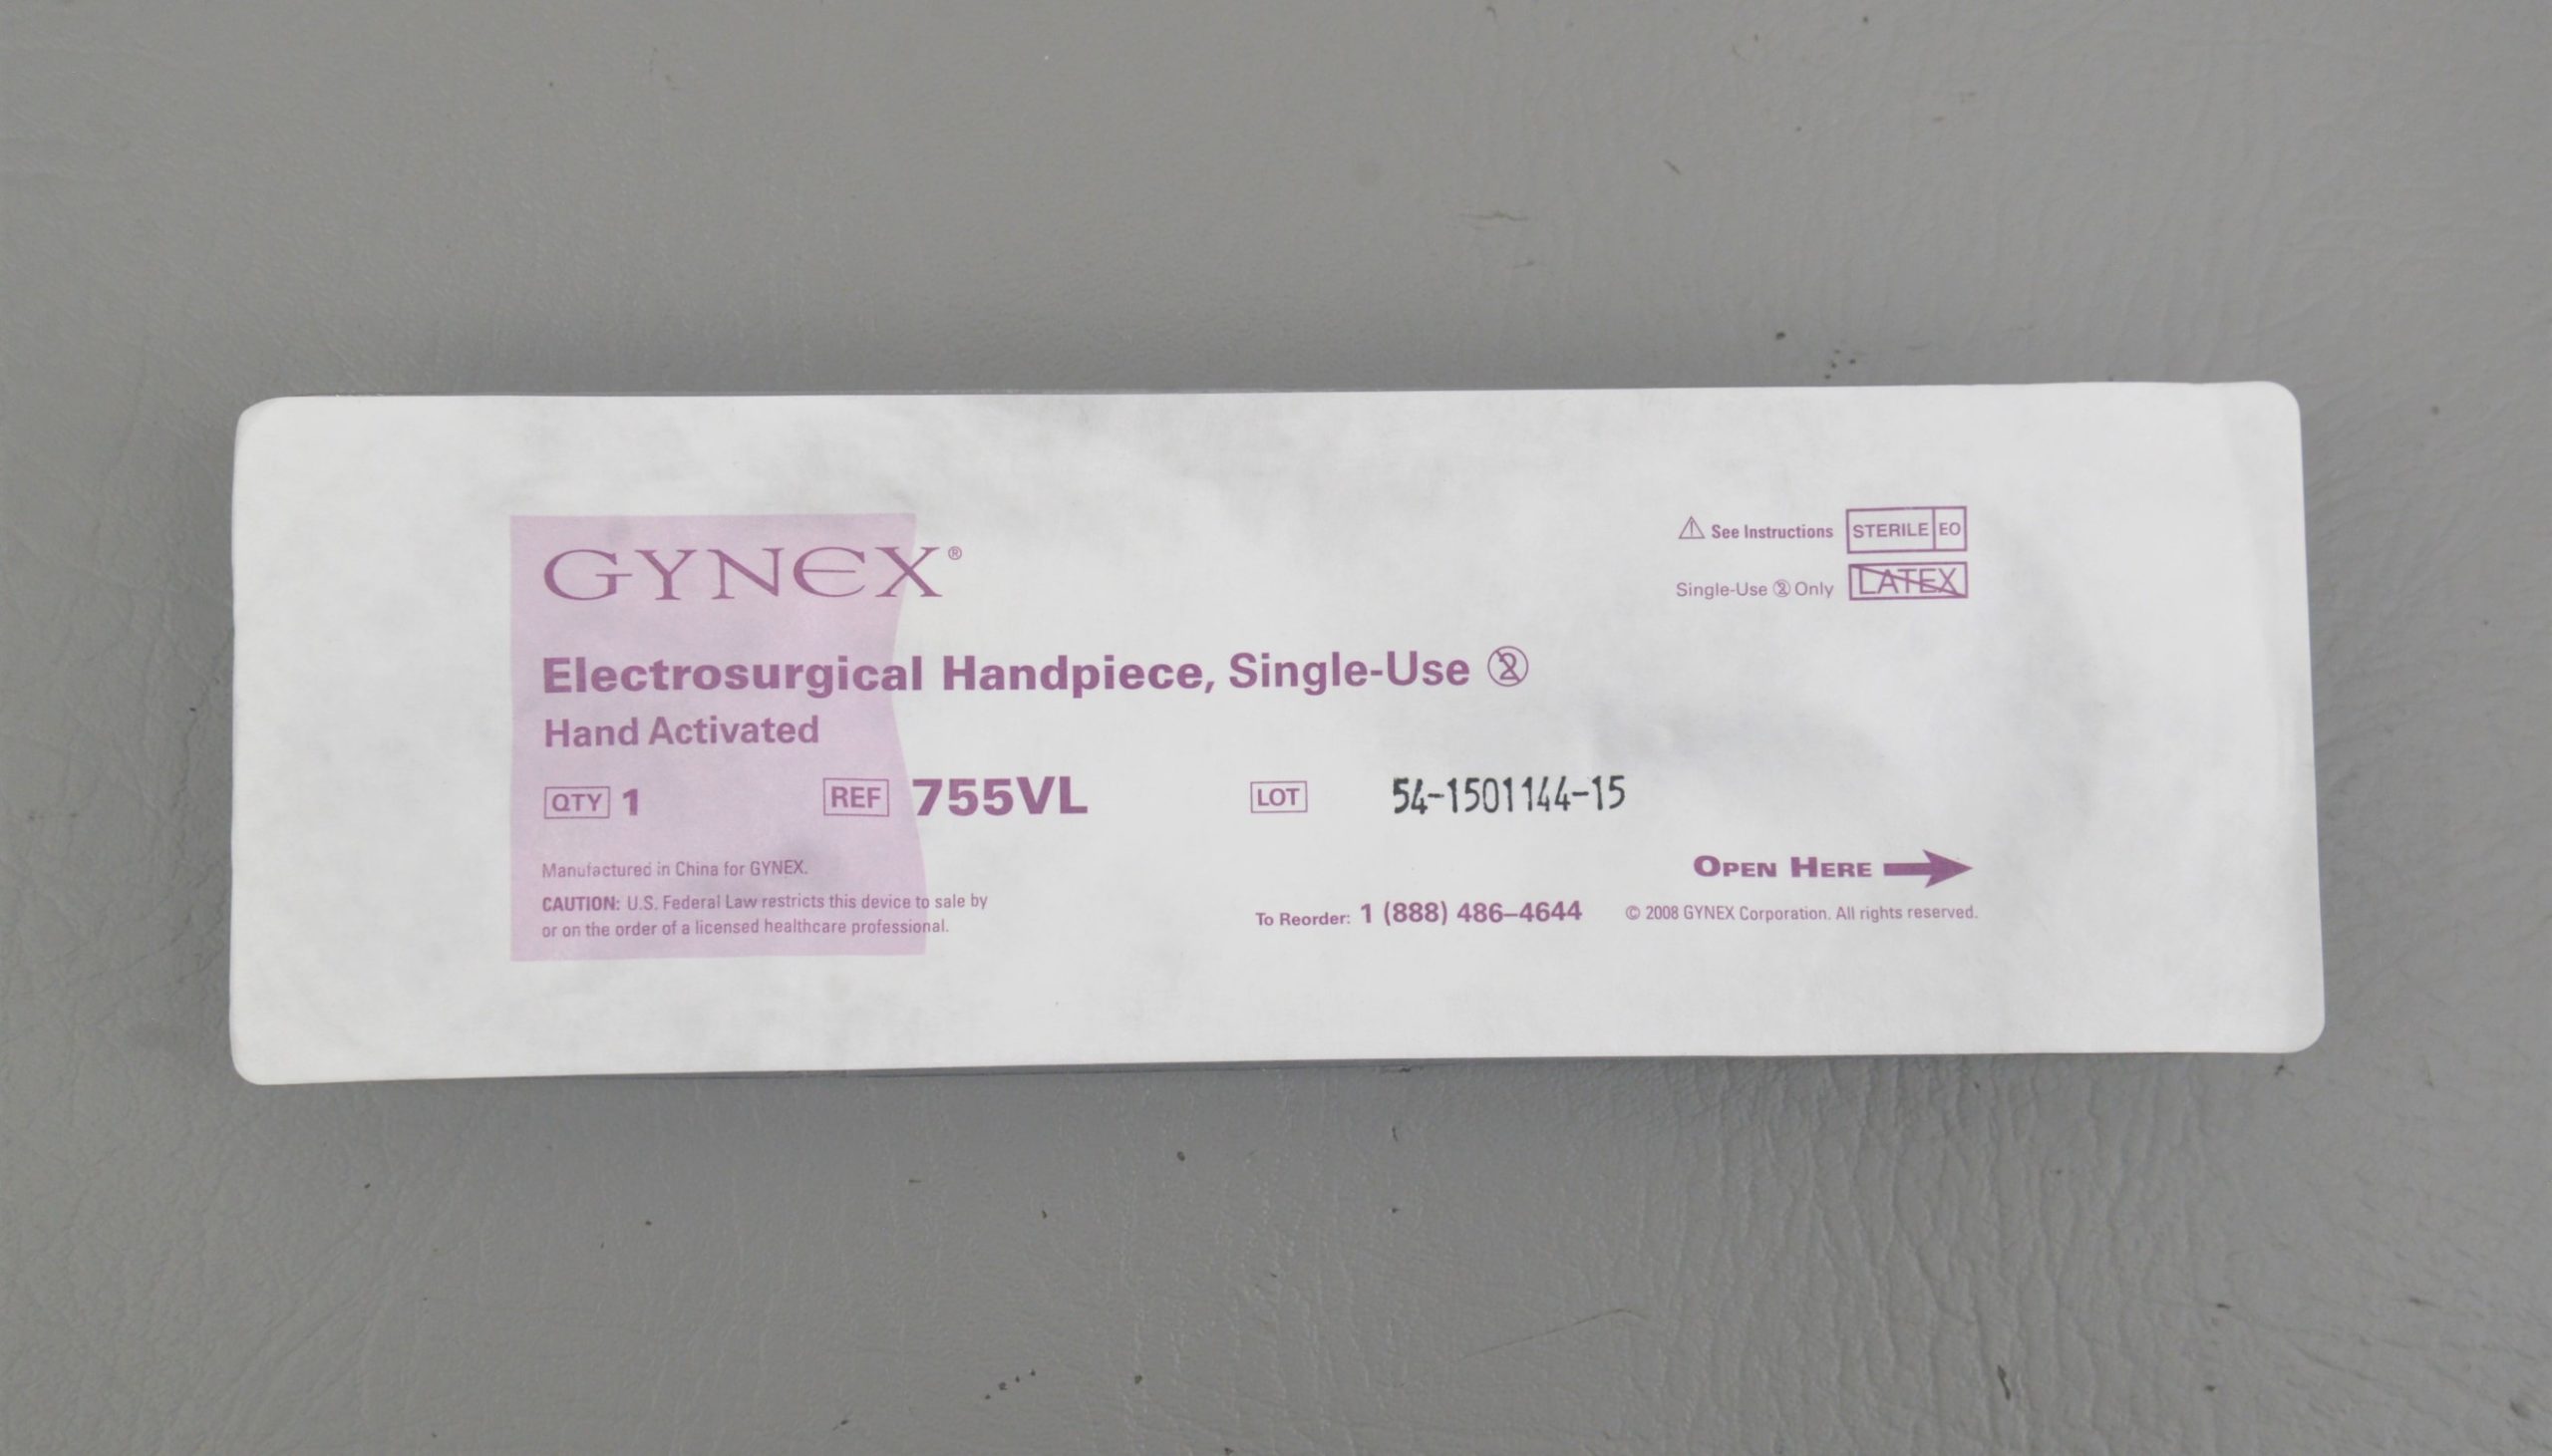 GYNEX®
⚠ See Instructions STERILE EO
Single-Use ② Only LATEX
Electrosurgical Handpiece, Single-Use ②
Hand Activated
QTY 1 REF 755VL LOT 54-1501144-15
Manufactured in China for GYNEX.
OPEN HERE
CAUTION: U.S. Federal Law restricts this device to sale by
or on the order of a licensed healthcare professional.
To Reorder: 1 (888) 486–4644 © 2008 GYNEX Corporation. All rights reserved.